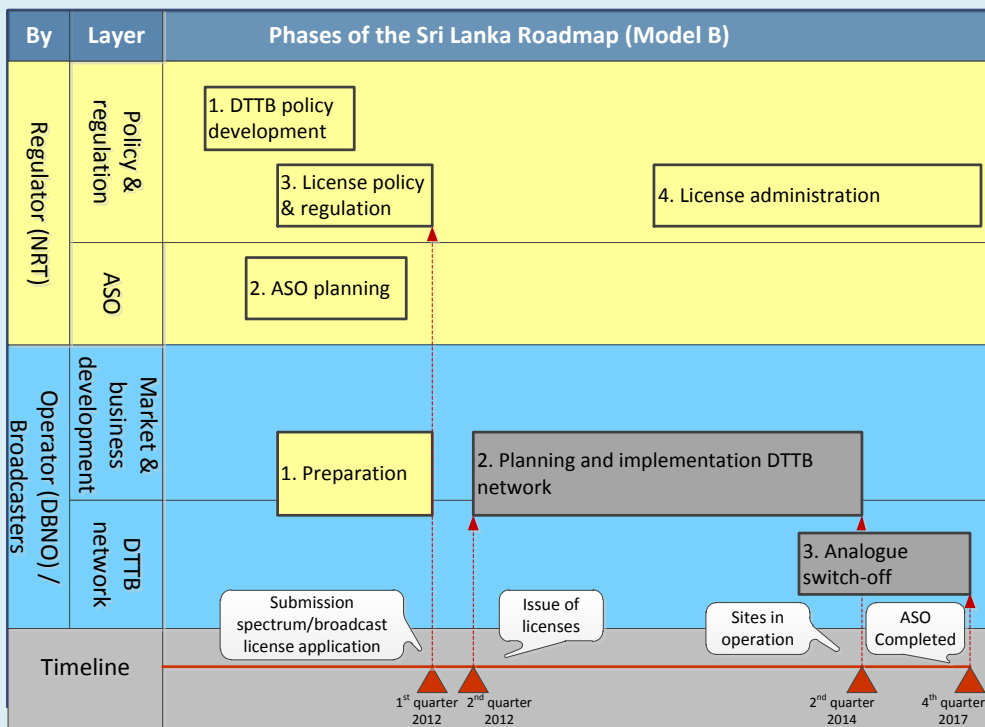 By
Layer
Phases of the Sri Lanka Roadmap (Model B)
Regulator (NRT)
Policy &
regulation
1. DTTB policy
development
3. License policy
& regulation
4. License administration
ASO
2. ASO planning
Operator (DBNO) /
Broadcasters
Market &
business
development
1. Preparation
2. Planning and implementation DTTB
network
DTTB
network
3. Analogue
switch-off
Submission
spectrum/broadcast
license application
Issue of
licenses
Sites in
operation
ASO
Completed
Timeline
1st quarter
2012
2nd quarter
2012
2nd quarter
2014
4th quarter
2017